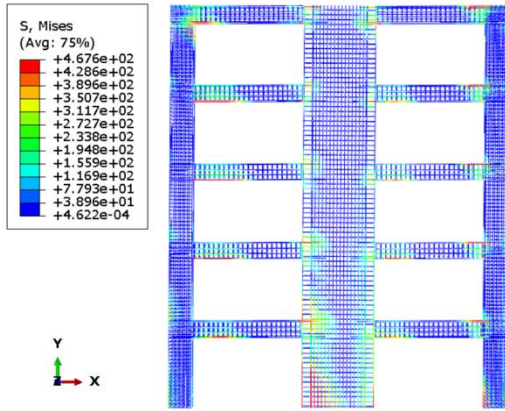 S, Mises
(Avg: 75%)
+4.676e+02
+4.286e+02
+3.896e+02
+3.507e+02
+3.117e+02
+2.727e+02
+2.338e+02
+1.948e+02
+1.559e+02
+1.169e+02
+7.793e+01
+3.896e+01
+4.622e-04
Y
Z
X